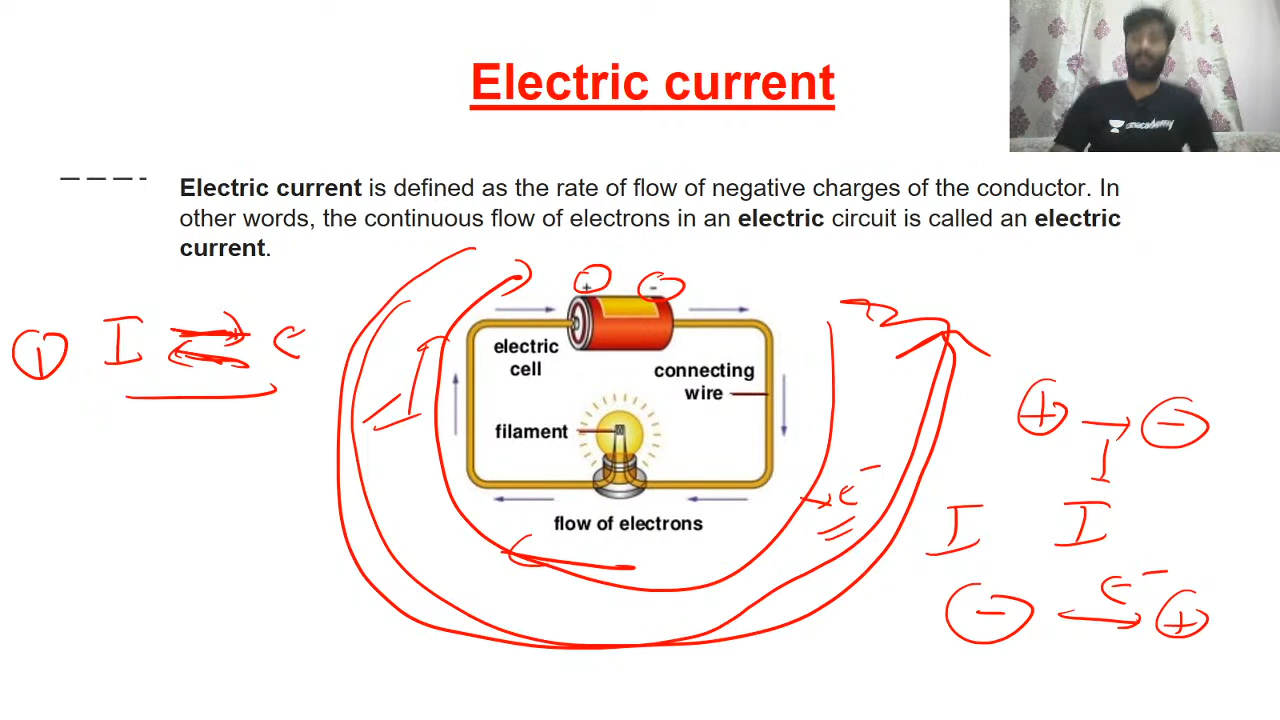 Electric current
unacademy
Electric current is defined as the rate of flow of negative charges of the conductor. In
other words, the continuous flow of electrons in an electric circuit is called an electric
current.
+ -
1 I e
electric
cell
connecting
wire
filament
I
flow of electrons
e-
+ → -
I
I I
e-
- +